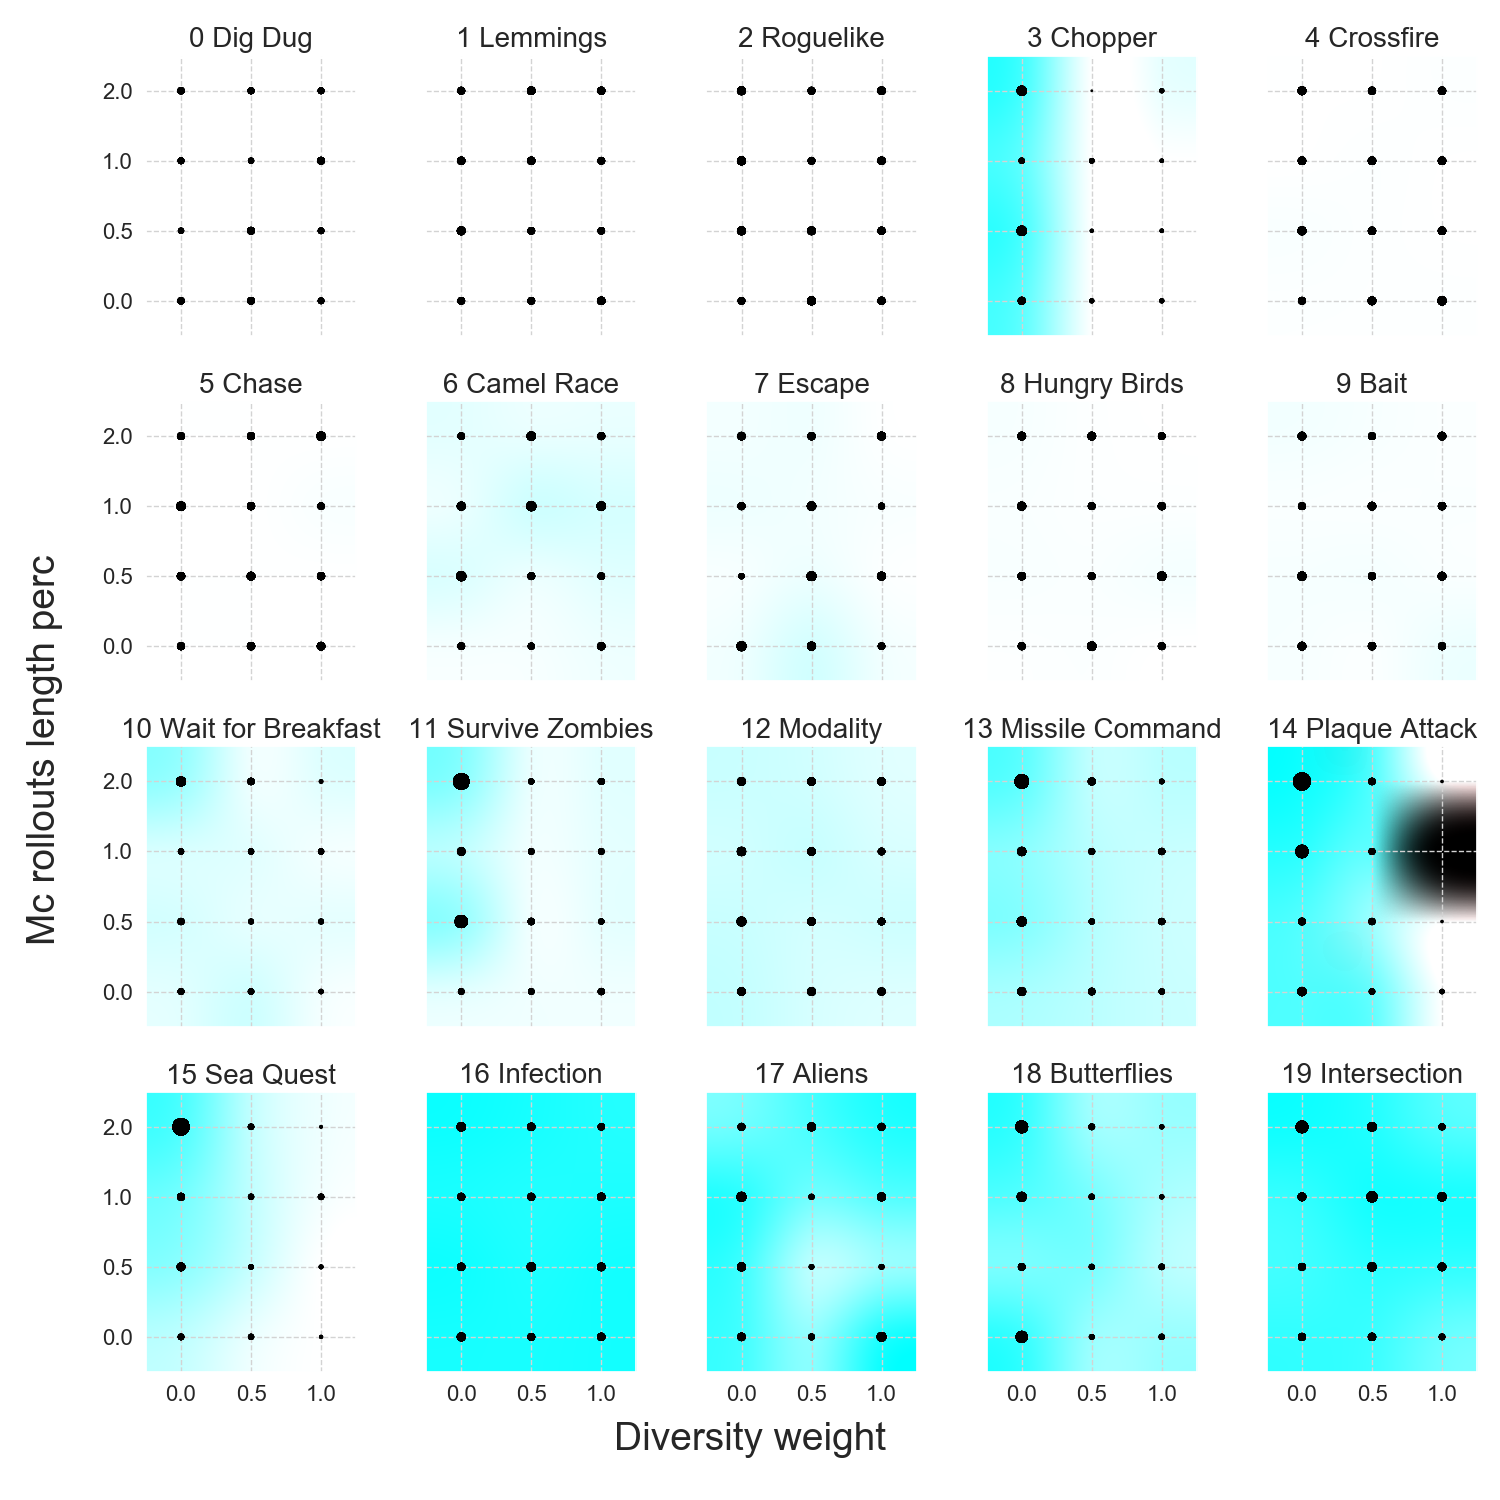 0 Dig Dug
1 Lemmings
2 Roguelike
3 Chopper
4 Crossfire
2.0
1.0
0.5
0.0
5 Chase
6 Camel Race
7 Escape
8 Hungry Birds
9 Bait
2.0
1.0
0.5
0.0
10 Wait for Breakfast
11 Survive Zombies
12 Modality
13 Missile Command
14 Plaque Attack
2.0
1.0
0.5
0.0
15 Sea Quest
16 Infection
17 Aliens
18 Butterflies
19 Intersection
2.0
1.0
0.5
0.0
0.0 0.5 1.0
0.0 0.5 1.0
0.0 0.5 1.0
0.0 0.5 1.0
0.0 0.5 1.0
Mc rollouts length perc
Diversity weight